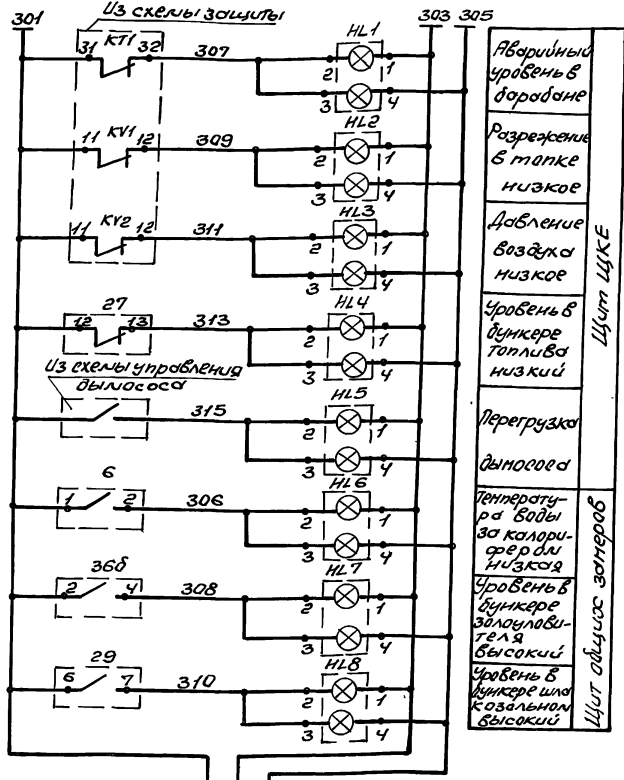 301
Из схемы защиты
303 305
31 КТ1 32 307 2 HL1 1
3 4
Аварийный
уровень в
барабане
11 KV1 12 309 2 HL2 1
3 4
Разрежение
в топке
низкое
11 KV2 12 311 2 HL3 1
3 4
Давление
воздуха
низкое
27
12 13 313 2 HL4 1
3 4
Уровень в
бункере
топлива
низкий
Щит ЩКЕ
Из схемы управления
дымососа
315 2 HL5 1
3 4
Перегрузка
дымососа
6
1 2 306 2 HL6 1
3 4
Температу-
ра воды
за калори-
фером
низкая
36б
2 4 308 2 HL7 1
3 4
Уровень в
бункере
золоулови-
теля
высокий
29
6 7 310 2 HL8 1
3 4
Уровень в
бункере шла
козальном
высокий
Щит общих замеров